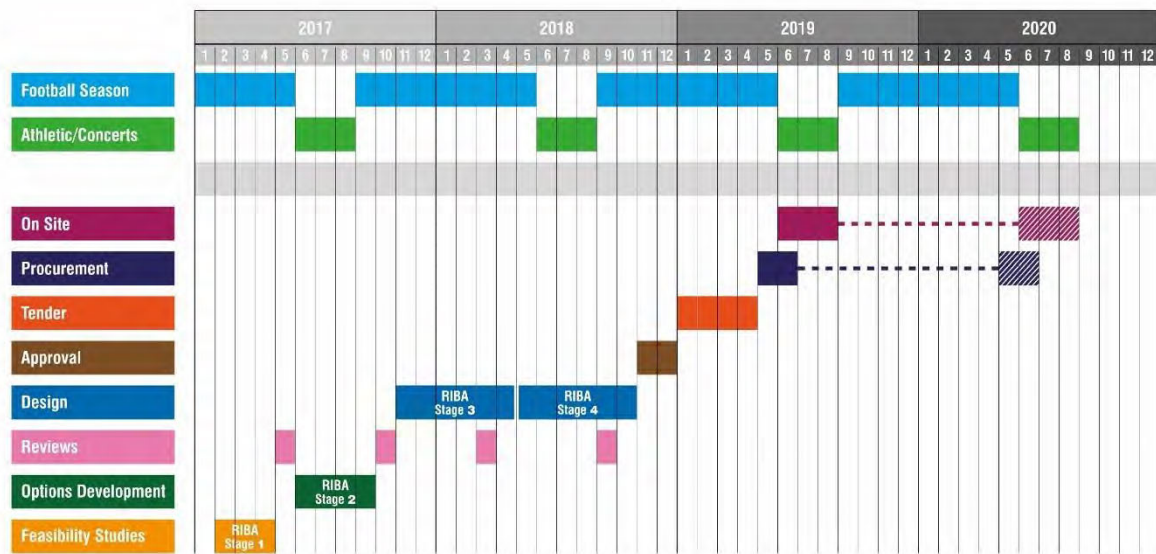 2017 2018 2019 2020
1 2 3 4 5 6 7 8 9 10 11 12 1 2 3 4 5 6 7 8 9 10 11 12 1 2 3 4 5 6 7 8 9 10 11 12 1 2 3 4 5 6 7 8 9 10 11 12
Football Season
Athletic/Concerts
On Site
Procurement
Tender
Approval
Design
RIBA
Stage 3
RIBA
Stage 4
Reviews
Options Development
RIBA
Stage 2
Feasibility Studies
RIBA
Stage 1